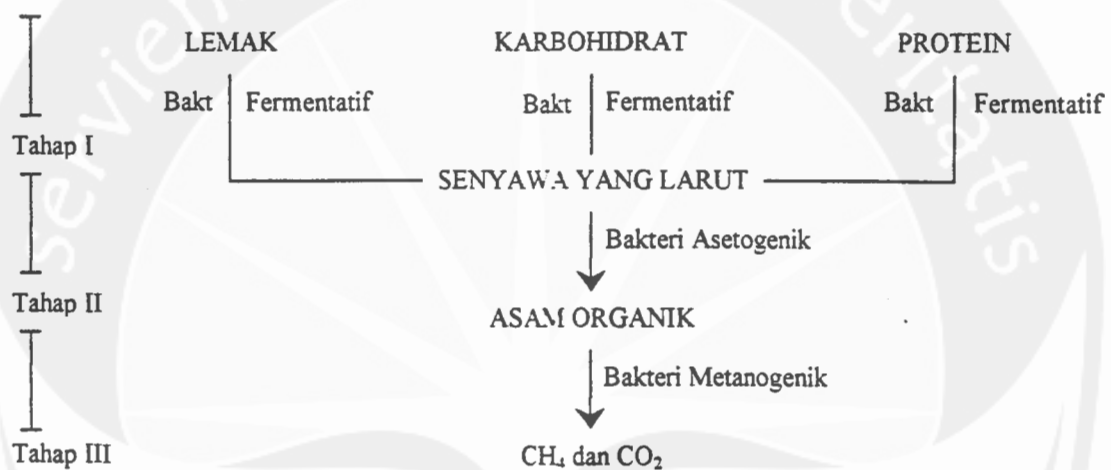 LEMAK KARBOHIDRAT PROTEIN
Bakt Fermentatif Bakt Fermentatif Bakt Fermentatif
Tahap I
SENYAWA YANG LARUT
Bakteri Asetogenik
Tahap II
ASAM ORGANIK
Bakteri Metanogenik
Tahap III
CH₄ dan CO₂